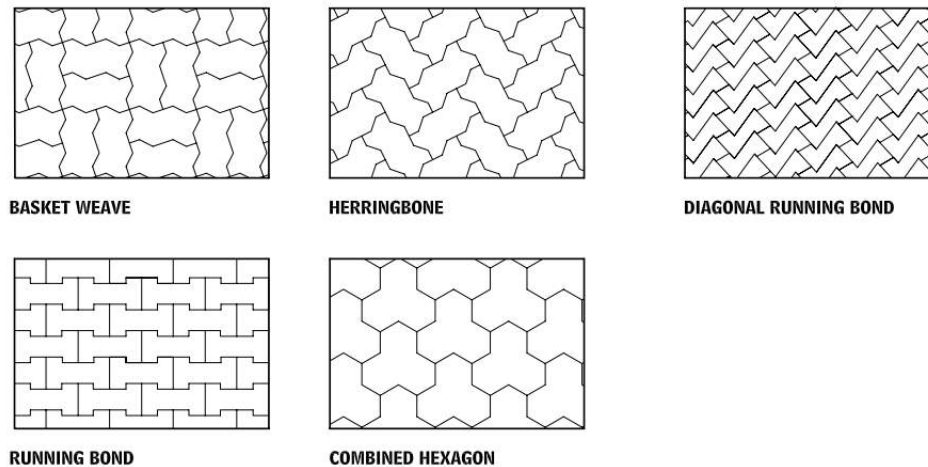 BASKET WEAVE
HERRINGBONE
DIAGONAL RUNNING BOND
RUNNING BOND
COMBINED HEXAGON